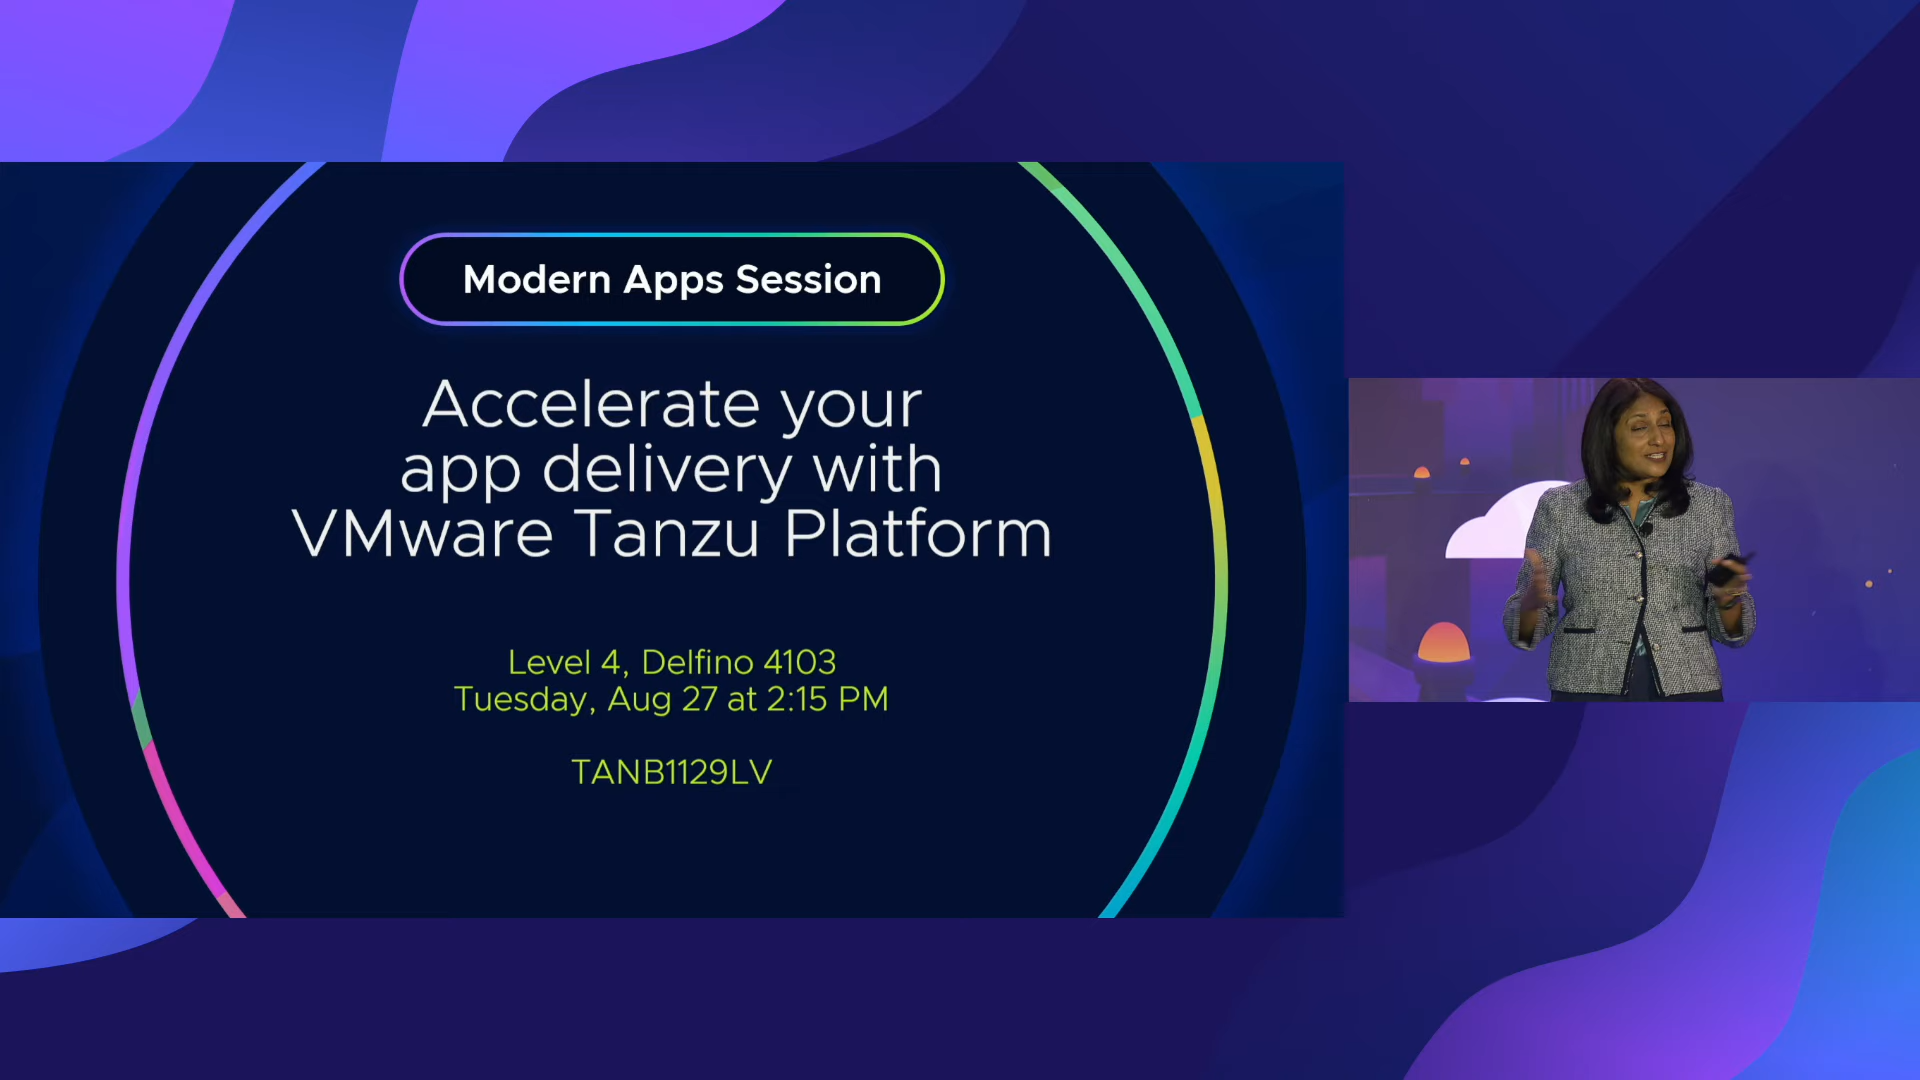 Modern Apps Session
Accelerate your
app delivery with
VMware Tanzu Platform
Level 4, Delfino 4103
Tuesday, Aug 27 at 2:15 PM
TANB1129LV